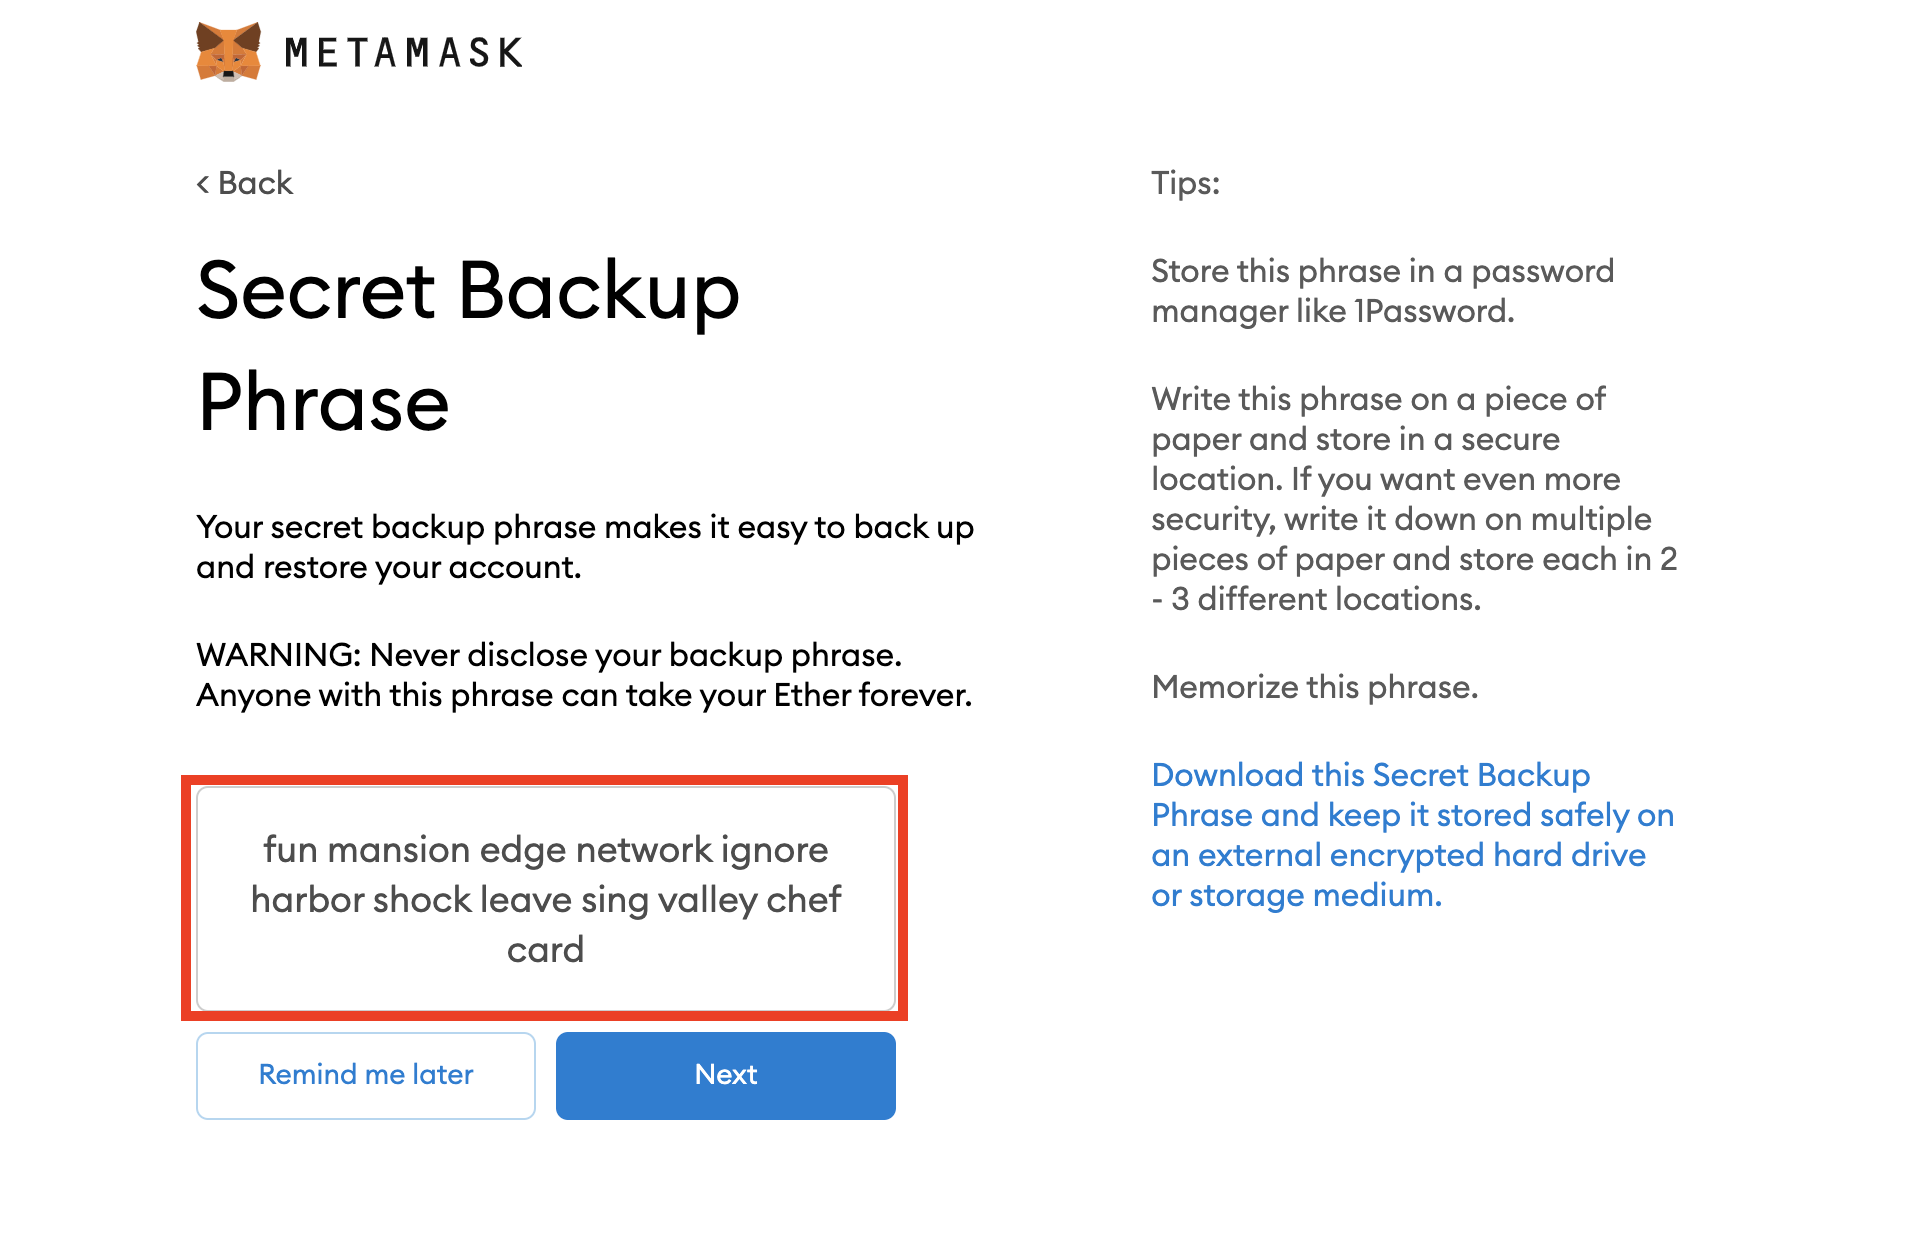 METAMASK
< Back
Secret Backup
Phrase
Your secret backup phrase makes it easy to back up
and restore your account.
WARNING: Never disclose your backup phrase.
Anyone with this phrase can take your Ether forever.
fun mansion edge network ignore
harbor shock leave sing valley chef
card
Remind me later
Next
Tips:
Store this phrase in a password
manager like 1Password.
Write this phrase on a piece of
paper and store in a secure
location. If you want even more
security, write it down on multiple
pieces of paper and store each in 2
- 3 different locations.
Memorize this phrase.
Download this Secret Backup
Phrase and keep it stored safely on
an external encrypted hard drive
or storage medium.